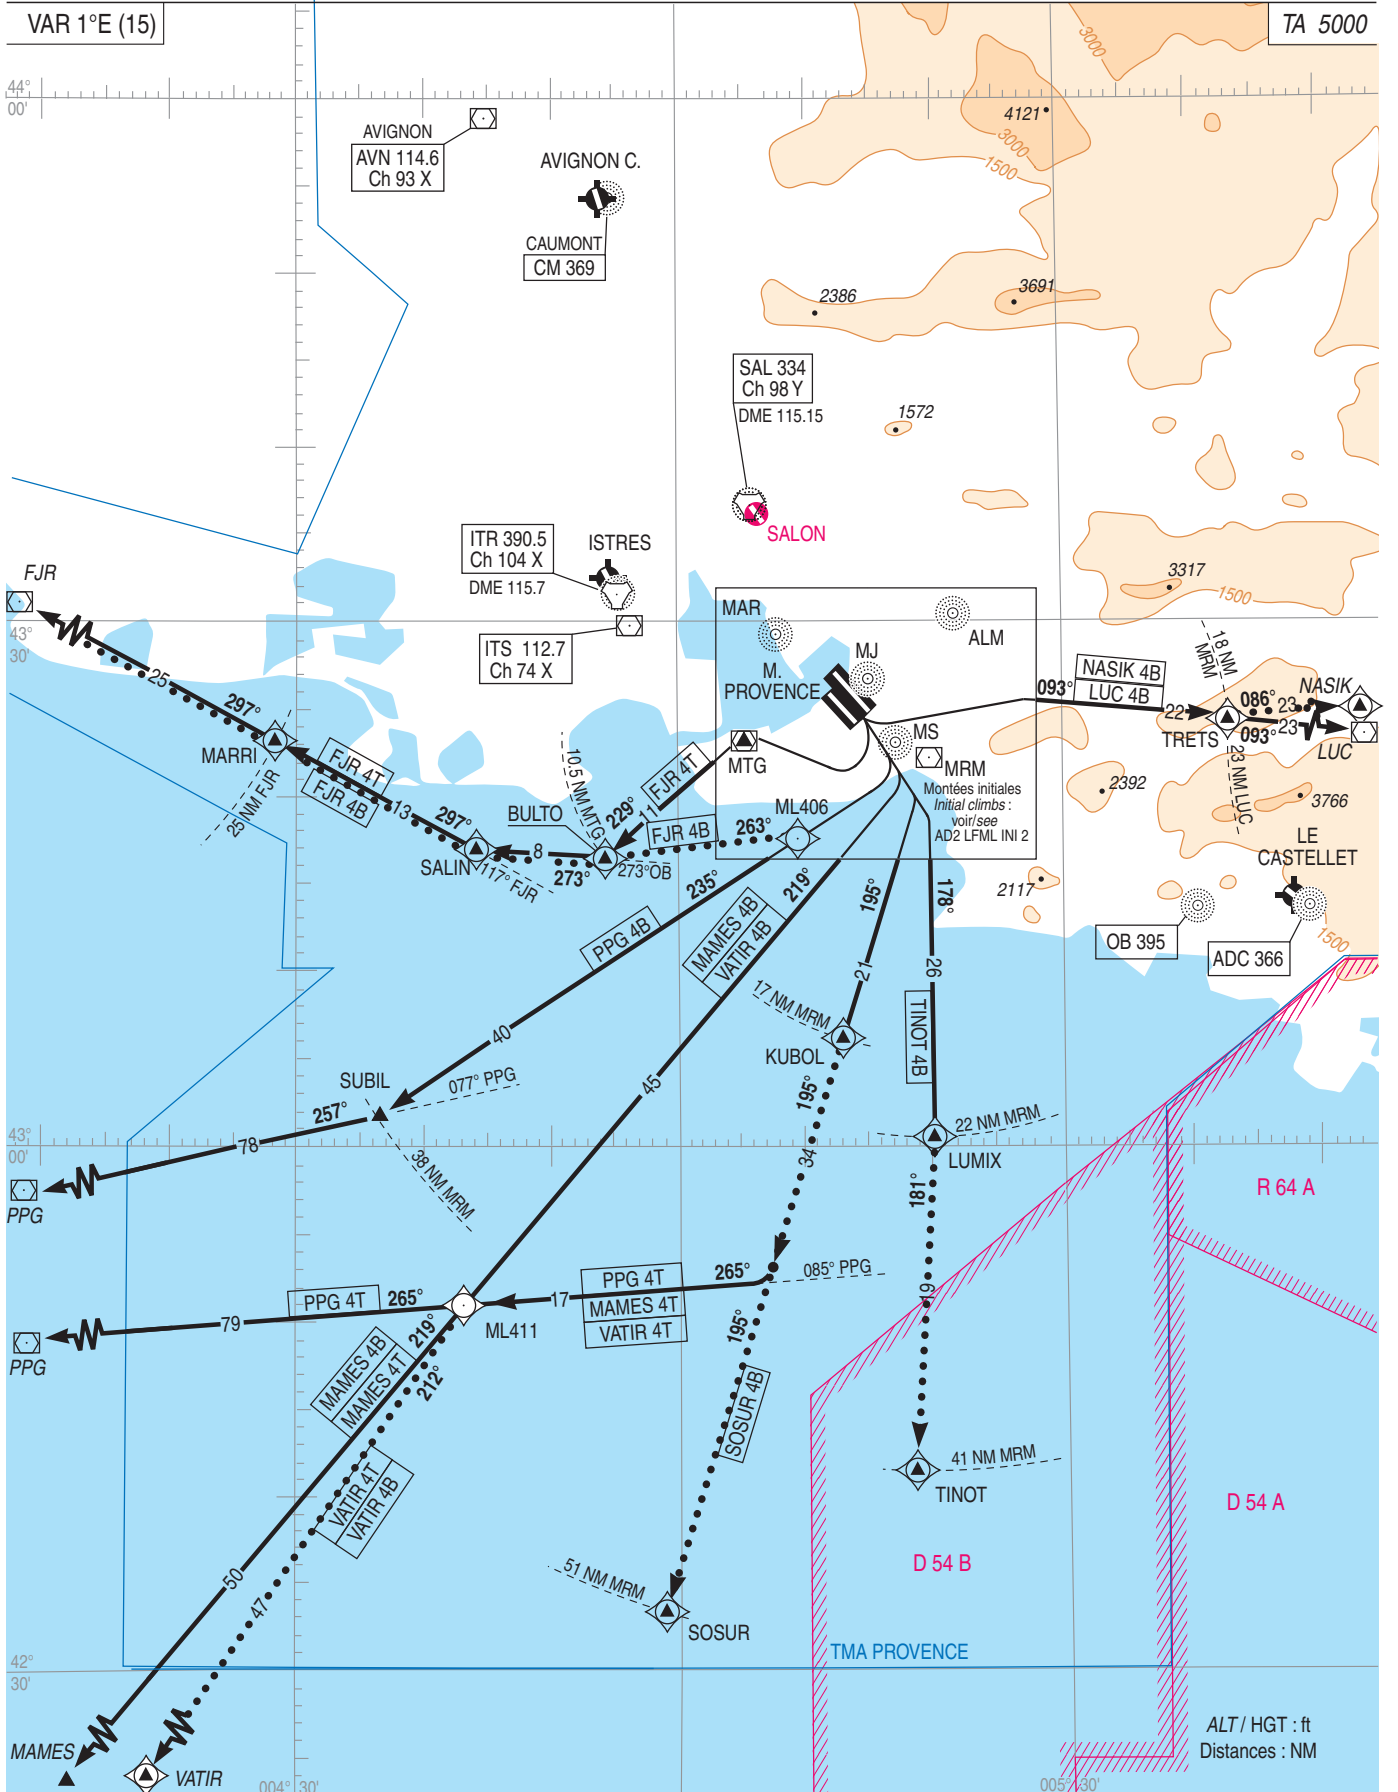 VAR 1°E (15)
TA 5000
44°
00'
3000
4121
3000
1500
AVIGNON
AVN 114.6
Ch 93 X
AVIGNON C.
CAUMONT
CM 369
2386
3691
SAL 334
Ch 98 Y
DME 115.15
1572
SALON
ITR 390.5
Ch 104 X
DME 115.7
ISTRES
ITS 112.7
Ch 74 X
3317
1500
FJR
43°
30'
MAR
ALM
MJ
M.
PROVENCE
18 NM
MRM
NASIK 4B
LUC 4B
093°
22
TRETS
086°
23
NASIK
093°
23
LUC
25
297°
MARRI
25 NM FJR
FJR 4T
FJR 4B
13
297°
SALIN
117° FJR
8
273°
BULTO
10.5 NM MTG
229°
11
FJR 4T
MTG
273°OB
FJR 4B
263°
ML406
MS
MRM
Montées initiales
Initial climbs :
voir/see
AD2 LFML INI 2
23 NM LUC
2392
3766
LE
CASTELLET
2117
OB 395
ADC 366
1500
235°
PPG 4B
40
219°
MAMES 4B
VATIR 4B
45
195°
21
178°
26
TINOT 4B
17 NM MRM
KUBOL
SUBIL
077° PPG
257°
78
38 NM MRM
PPG
43°
00'
195°
34
22 NM MRM
LUMIX
181°
19
R 64 A
085° PPG
265°
PPG 4T
MAMES 4T
VATIR 4T
17
ML411
PPG 4T
265°
79
PPG
219°
212°
MAMES 4B
MAMES 4T
VATIR 4T
VATIR 4B
50
47
195°
SOSUR 4B
51 NM MRM
SOSUR
41 NM MRM
TINOT
D 54 A
D 54 B
TMA PROVENCE
42°
30'
MAMES
VATIR
004° 30'
005° 30'
ALT / HGT : ft
Distances : NM